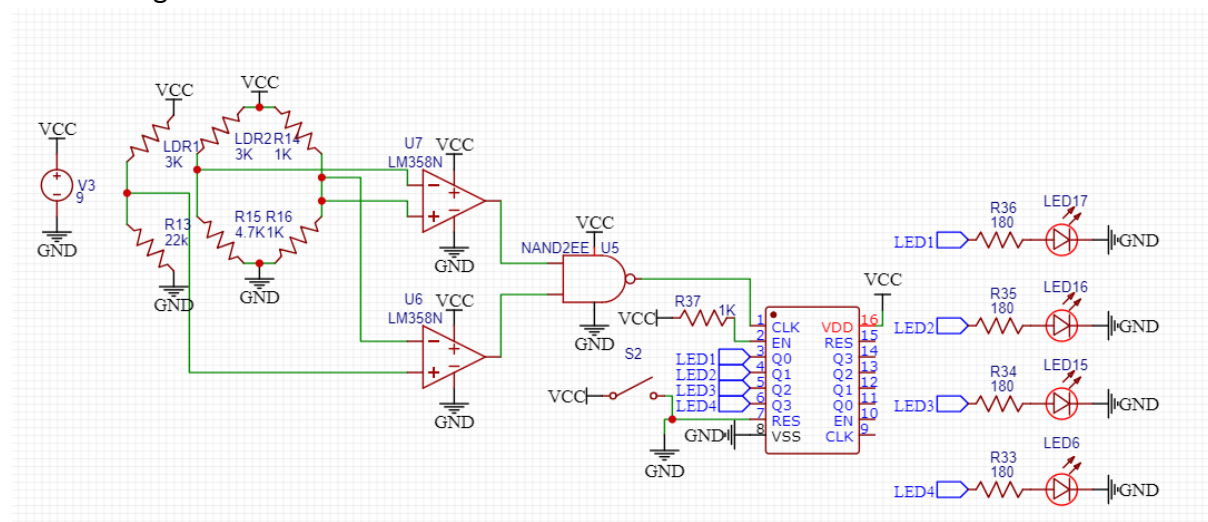 VCC
V3
9
GND
VCC
LDR1
3K
R13
22k
GND
VCC
LDR2 R14
3K 1K
R15 R16
4.7K 1K
GND
U7
LM358N
VCC
GND
U6
LM358N
VCC
GND
VCC
NAND2EE U5
GND
R37
1K
VCC
S2
VCC
GND
LED1
LED2
LED3
LED4
GND
VCC
1 CLK VDD 16
2 EN RES 15
3 Q0 Q3 14
4 Q1 Q2 13
5 Q2 Q1 12
6 Q3 Q0 11
7 RES EN 10
8 VSS CLK 9
LED1
R36
180
LED17
GND
LED2
R35
180
LED16
GND
LED3
R34
180
LED15
GND
LED4
R33
180
LED6
GND